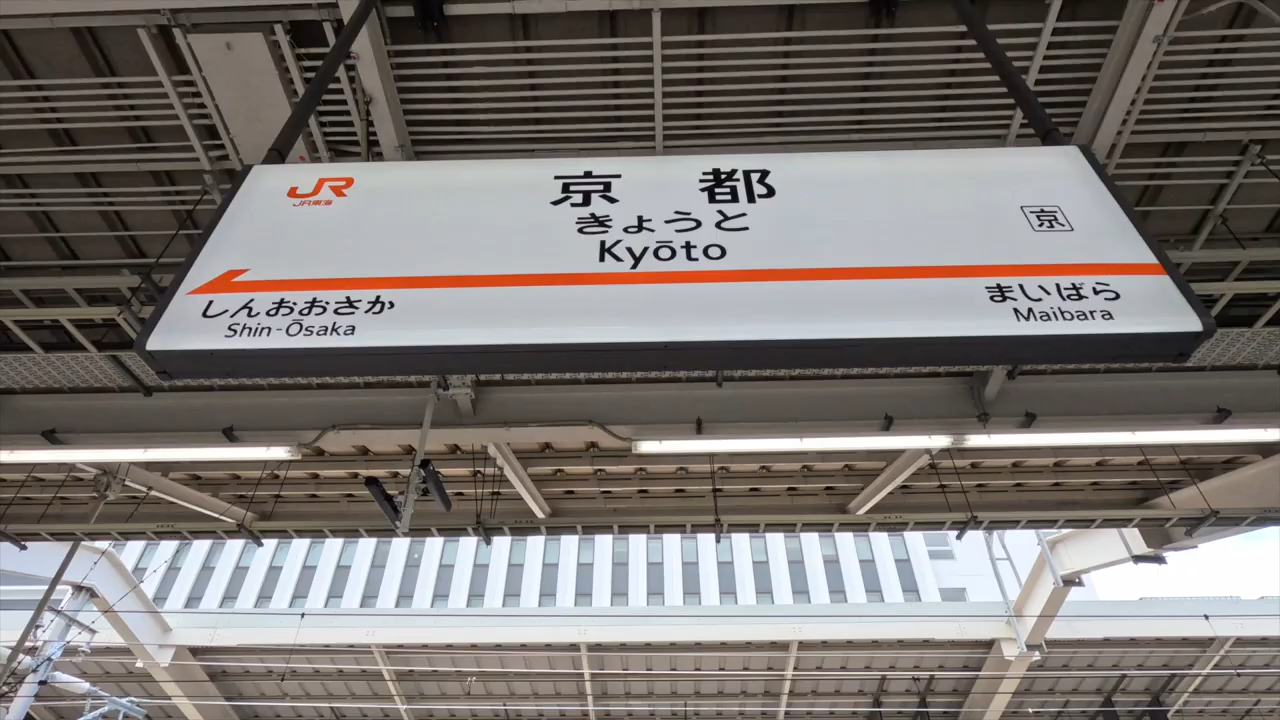 JR
JR東海
京都
きょうと
Kyōto
京
しんおおさか
Shin-Ōsaka
まいばら
Maibara